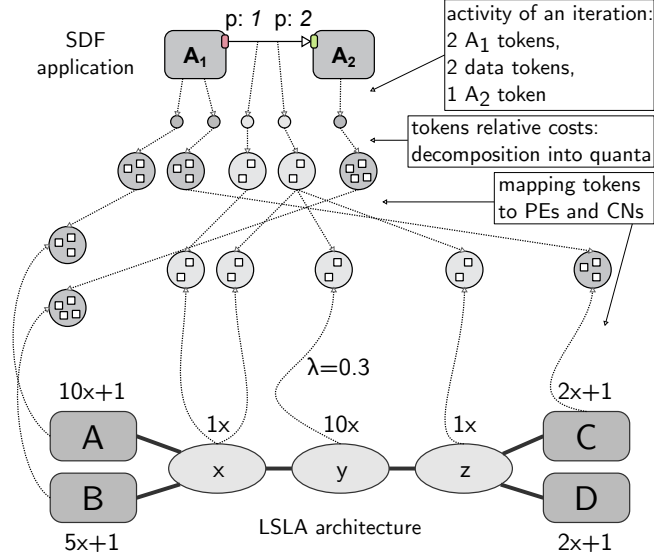 SDF
application
p: 1 p: 2
A1
A2
activity of an iteration:
2 A1 tokens,
2 data tokens,
1 A2 token
tokens relative costs:
decomposition into quanta
mapping tokens
to PEs and CNs
λ=0.3
10x+1
1x
10x
1x
2x+1
A
x
y
z
C
B
D
5x+1
LSLA architecture
2x+1